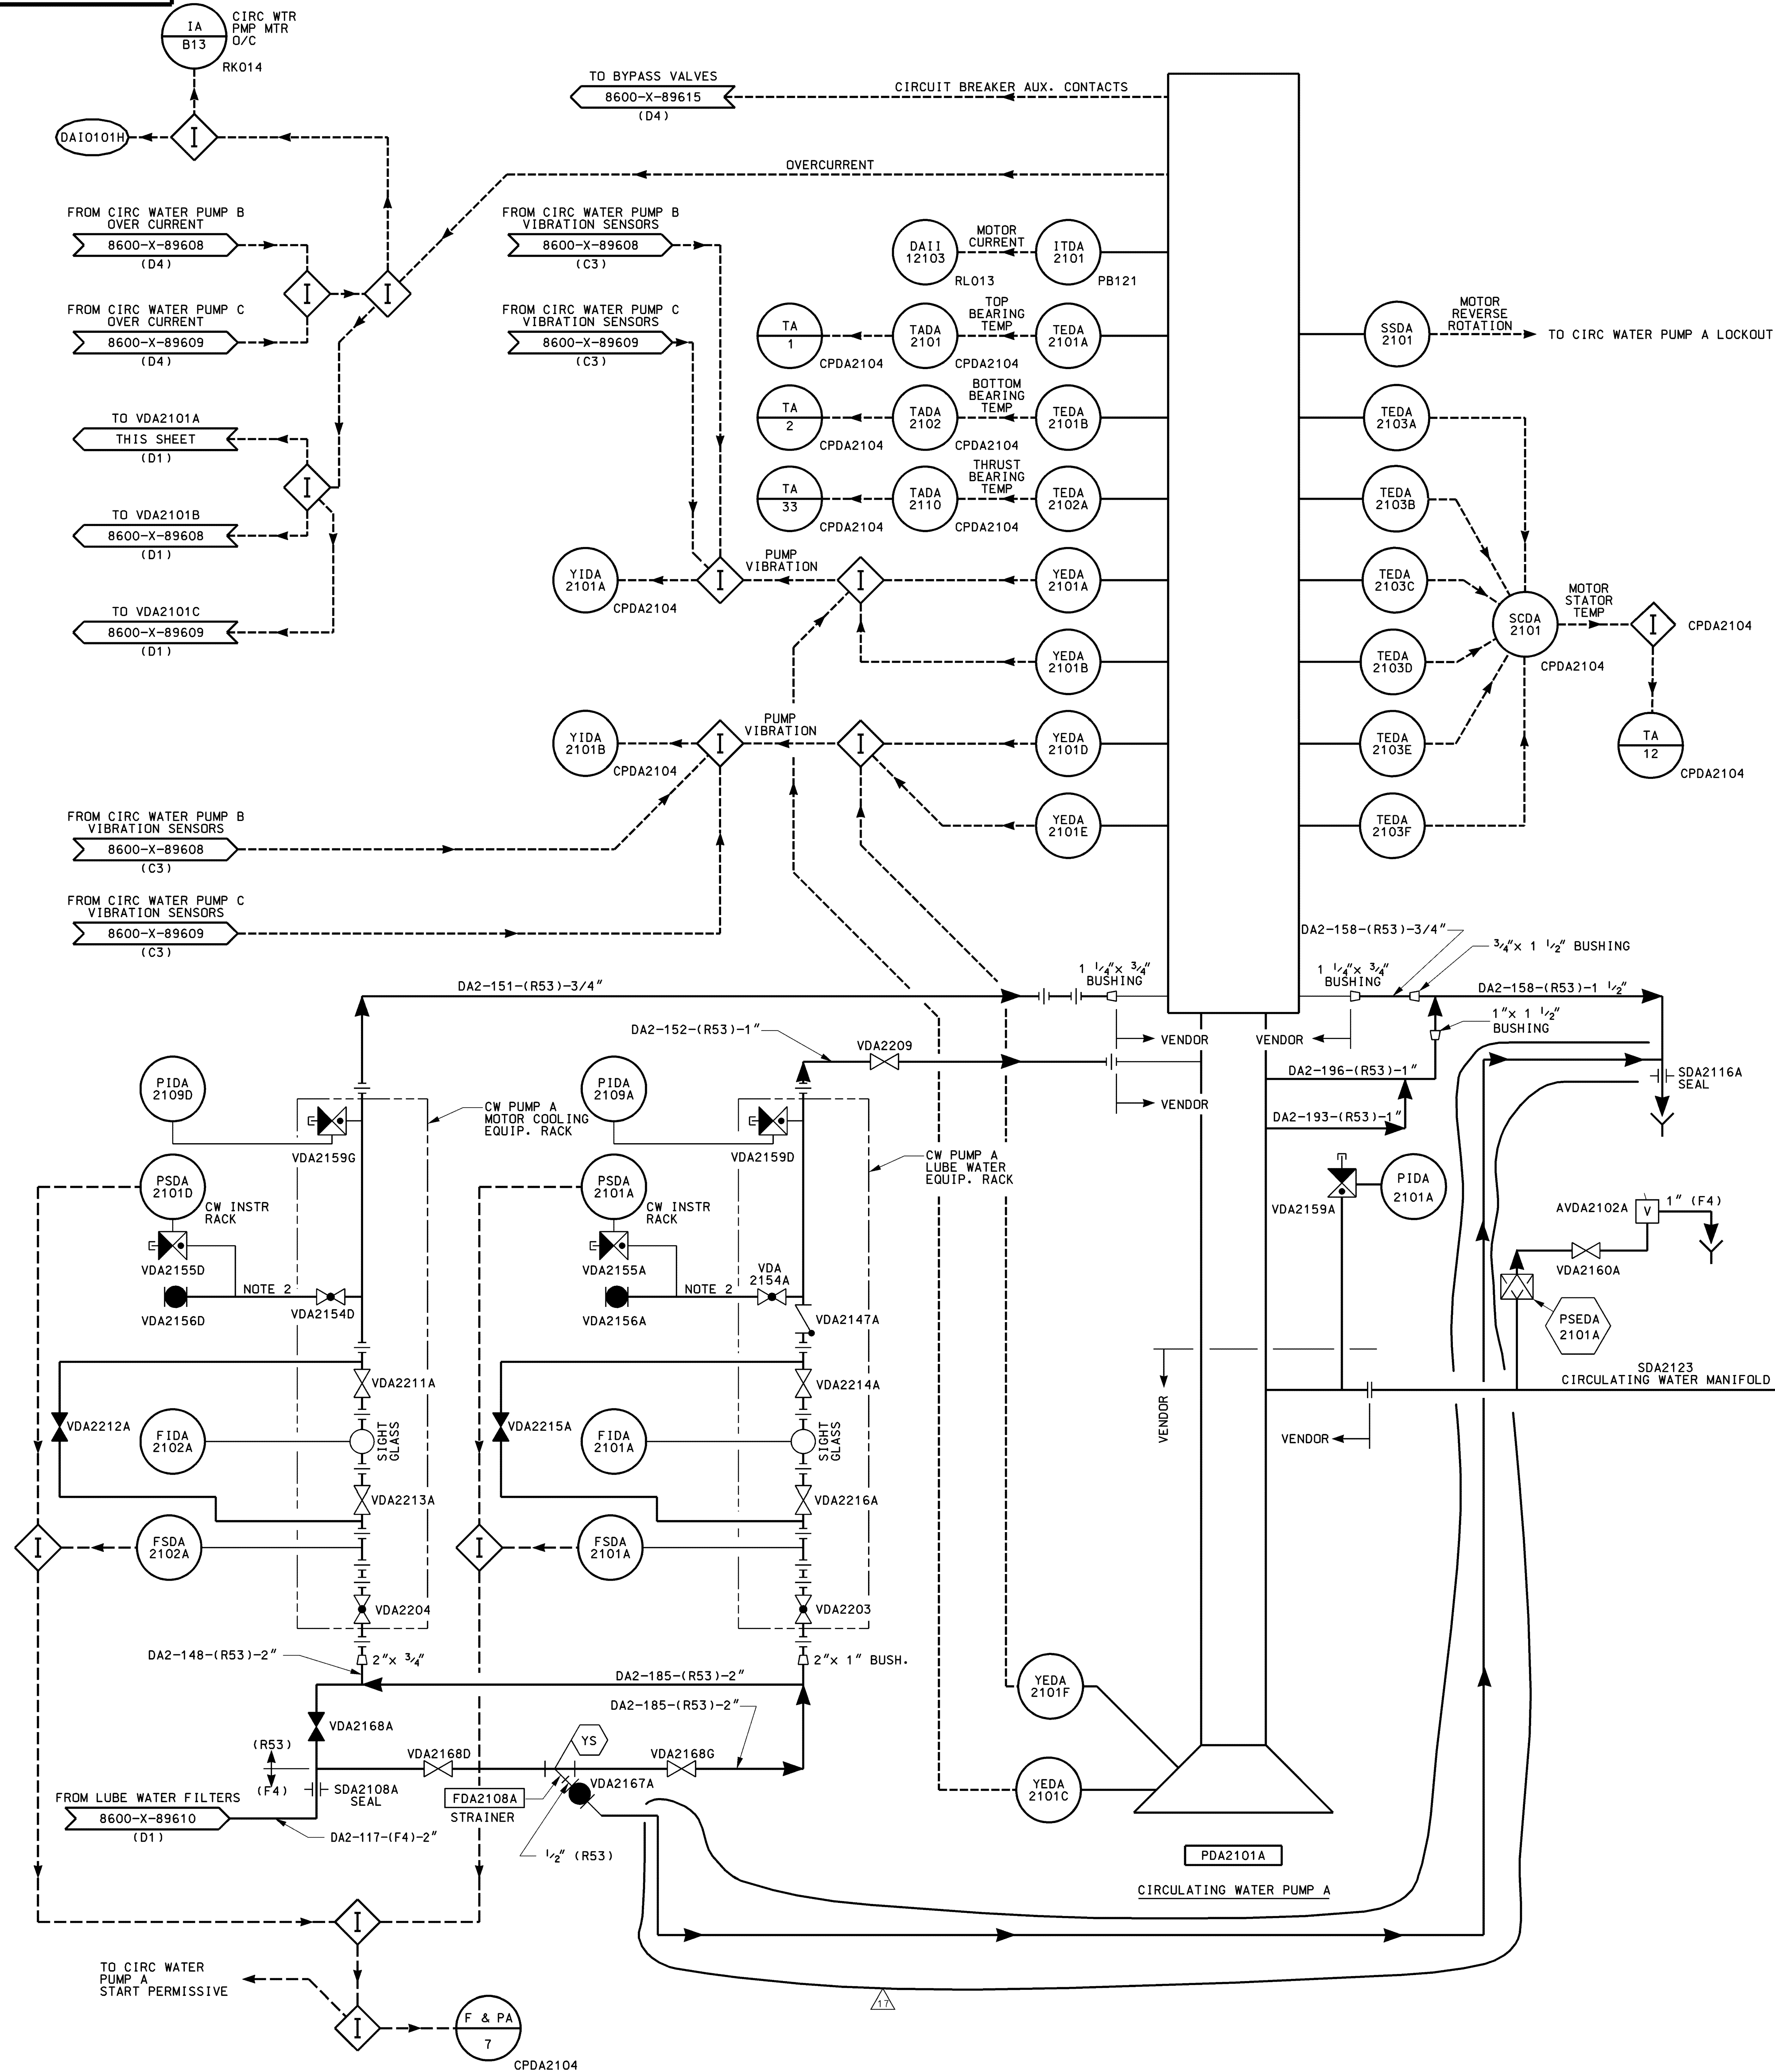 IA
B13
CIRC WTR
PMP MTR
O/C
RK014
DAI0101H
I
TO BYPASS VALVES
8600-X-89615
(D4)
CIRCUIT BREAKER AUX. CONTACTS
OVERCURRENT
FROM CIRC WATER PUMP B
OVER CURRENT
8600-X-89608
(D4)
I
I
FROM CIRC WATER PUMP C
OVER CURRENT
8600-X-89609
(D4)
TO VDA2101A
THIS SHEET
(D1)
I
TO VDA2101B
8600-X-89608
(D1)
TO VDA2101C
8600-X-89609
(D1)
FROM CIRC WATER PUMP B
VIBRATION SENSORS
8600-X-89608
(C3)
FROM CIRC WATER PUMP C
VIBRATION SENSORS
8600-X-89609
(C3)
DAII
12103
RL013
MOTOR
CURRENT
ITDA
2101
PB121
TA
1
CPDA2104
TADA
2101
CPDA2104
TOP
BEARING
TEMP
TEDA
2101A
TA
2
CPDA2104
TADA
2102
CPDA2104
BOTTOM
BEARING
TEMP
TEDA
2101B
TA
33
CPDA2104
TADA
2110
CPDA2104
THRUST
BEARING
TEMP
TEDA
2102A
YIDA
2101A
CPDA2104
I
PUMP
VIBRATION
I
YEDA
2101A
YEDA
2101B
YIDA
2101B
CPDA2104
I
PUMP
VIBRATION
I
YEDA
2101D
YEDA
2101E
SSDA
2101
MOTOR
REVERSE
ROTATION
TO CIRC WATER PUMP A LOCKOUT
TEDA
2103A
TEDA
2103B
TEDA
2103C
TEDA
2103D
TEDA
2103E
TEDA
2103F
SCDA
2101
CPDA2104
MOTOR
STATOR
TEMP
I
CPDA2104
TA
12
CPDA2104
FROM CIRC WATER PUMP B
VIBRATION SENSORS
8600-X-89608
(C3)
FROM CIRC WATER PUMP C
VIBRATION SENSORS
8600-X-89609
(C3)
DA2-151-(R53)-3/4"
1 1/4"x 3/4"
BUSHING
VENDOR
1 1/4"x 3/4"
BUSHING
VENDOR
DA2-158-(R53)-3/4"
3/4"x 1 1/2" BUSHING
DA2-158-(R53)-1 1/2"
1"x 1 1/2"
BUSHING
DA2-152-(R53)-1"
VDA2209
VENDOR
DA2-196-(R53)-1"
DA2-193-(R53)-1"
SDA2116A
SEAL
PIDA
2109D
VDA2159G
CW PUMP A
MOTOR COOLING
EQUIP. RACK
PSDA
2101D
CW INSTR
RACK
VDA2155D
VDA2156D
NOTE 2
VDA2154D
PIDA
2109A
VDA2159D
CW PUMP A
LUBE WATER
EQUIP. RACK
PSDA
2101A
CW INSTR
RACK
VDA2155A
VDA2156A
NOTE 2
VDA
2154A
VDA2147A
VDA2159A
PIDA
2101A
AVDA2102A
V
1" (F4)
VDA2160A
PSEDA
2101A
SDA2123
CIRCULATING WATER MANIFOLD
VENDOR
VENDOR
VDA2211A
VDA2212A
FIDA
2102A
SIGHT
GLASS
VDA2213A
FSDA
2102A
I
VDA2204
VDA2214A
VDA2215A
FIDA
2101A
SIGHT
GLASS
VDA2216A
FSDA
2101A
I
VDA2203
DA2-148-(R53)-2"
2"x 3/4"
DA2-185-(R53)-2"
2"x 1" BUSH.
DA2-185-(R53)-2"
VDA2168A
(R53)
(F4)
SDA2108A
SEAL
VDA2168D
YS
VDA2168G
FDA2108A
STRAINER
VDA2167A
1/2" (R53)
FROM LUBE WATER FILTERS
8600-X-89610
(D1)
DA2-117-(F4)-2"
YEDA
2101F
YEDA
2101C
PDA2101A
CIRCULATING WATER PUMP A
17
I
TO CIRC WATER
PUMP A
START PERMISSIVE
I
F & PA
7
CPDA2104